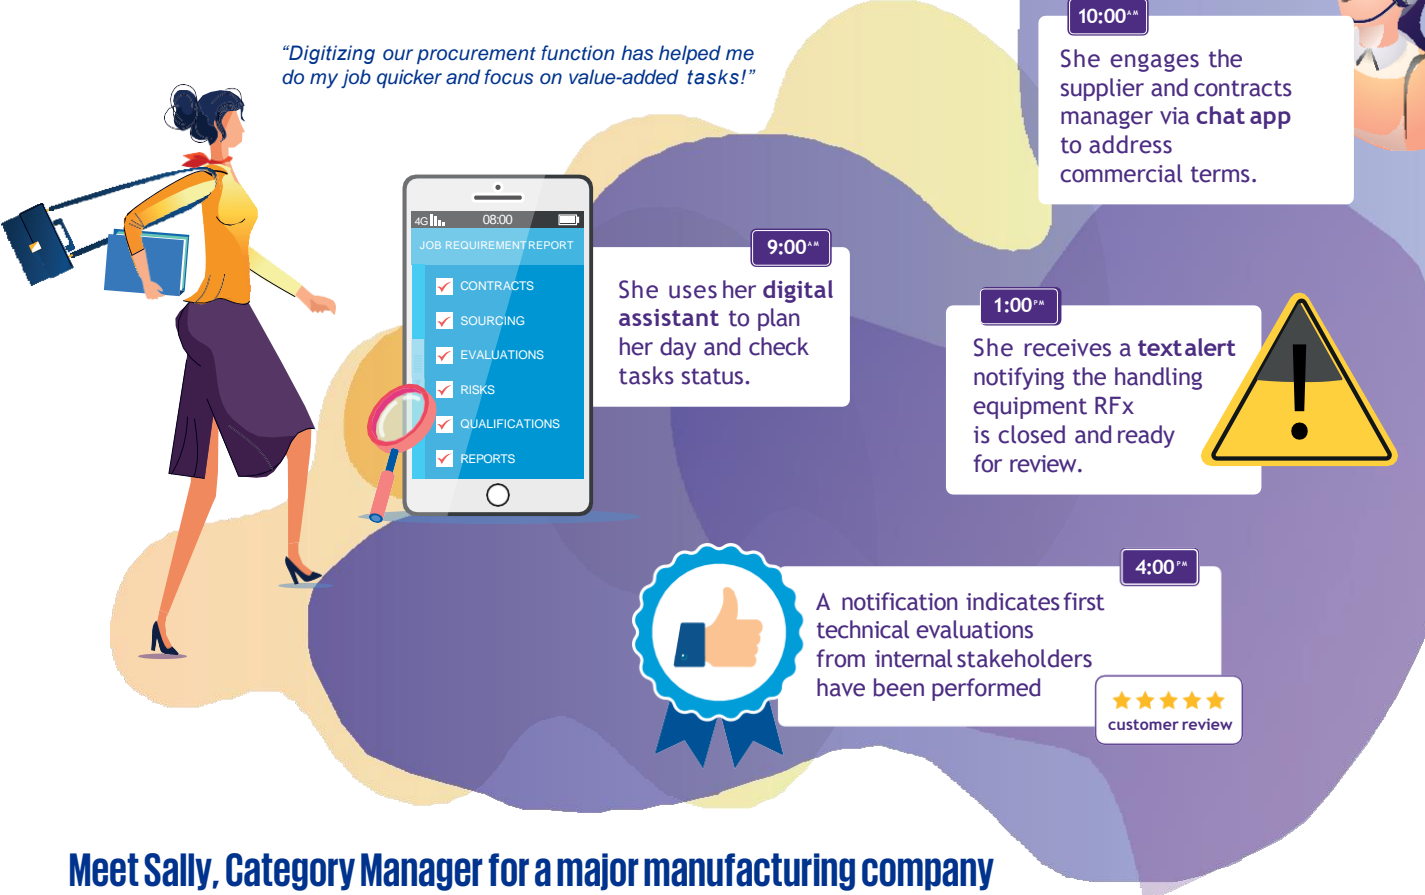 “Digitizing our procurement function has helped me
do my job quicker and focus on value-added tasks!”
4G 08:00
JOB REQUIREMENT REPORT
CONTRACTS
SOURCING
EVALUATIONS
RISKS
QUALIFICATIONS
REPORTS
9:00AM
She uses her digital
assistant to plan
her day and check
tasks status.
10:00AM
She engages the
supplier and contracts
manager via chat app
to address
commercial terms.
1:00PM
She receives a text alert
notifying the handling
equipment RFx
is closed and ready
for review.
4:00PM
A notification indicates first
technical evaluations
from internal stakeholders
have been performed
customer review
Meet Sally, Category Manager for a major manufacturing company